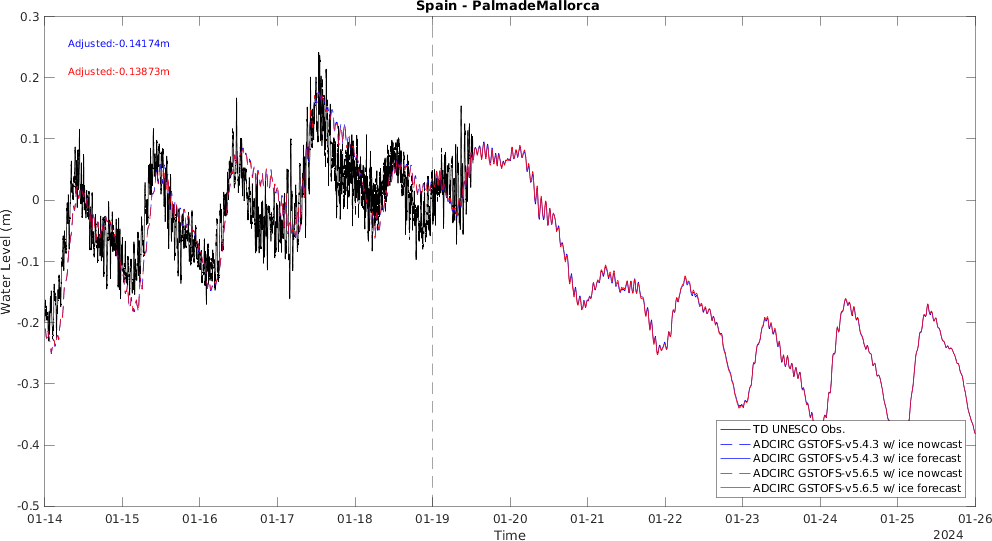 Spain - PalmadeMallorca
Adjusted:-0.14174m
Adjusted:-0.13873m
0.3
0.2
0.1
0
-0.1
-0.2
-0.3
-0.4
-0.5
Water Level (m)
TD UNESCO Obs.
ADCIRC GSTOFS-v5.4.3 w/ ice nowcast
ADCIRC GSTOFS-v5.4.3 w/ ice forecast
ADCIRC GSTOFS-v5.6.5 w/ ice nowcast
ADCIRC GSTOFS-v5.6.5 w/ ice forecast
01-14 01-15 01-16 01-17 01-18 01-19 01-20 01-21 01-22 01-23 01-24 01-25 01-26
Time
2024